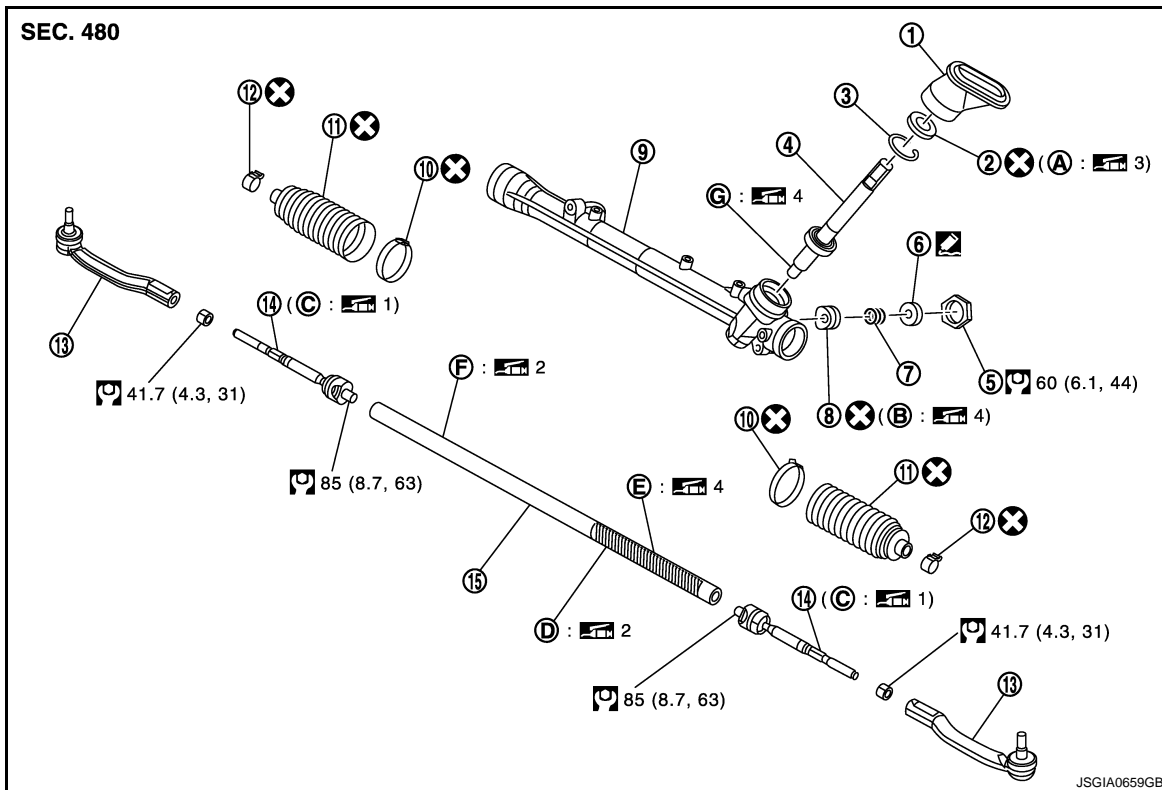 SEC. 480
1
12
3
11
4
10
9
2 (A : 3)
G : 4
6
13
14 (C : 1)
7
F : 2
5 60 (6.1, 44)
41.7 (4.3, 31)
8 (B : 4)
10
85 (8.7, 63)
11
E : 4
12
15
14 (C : 1)
D : 2
41.7 (4.3, 31)
13
85 (8.7, 63)
JSGIA0659GB